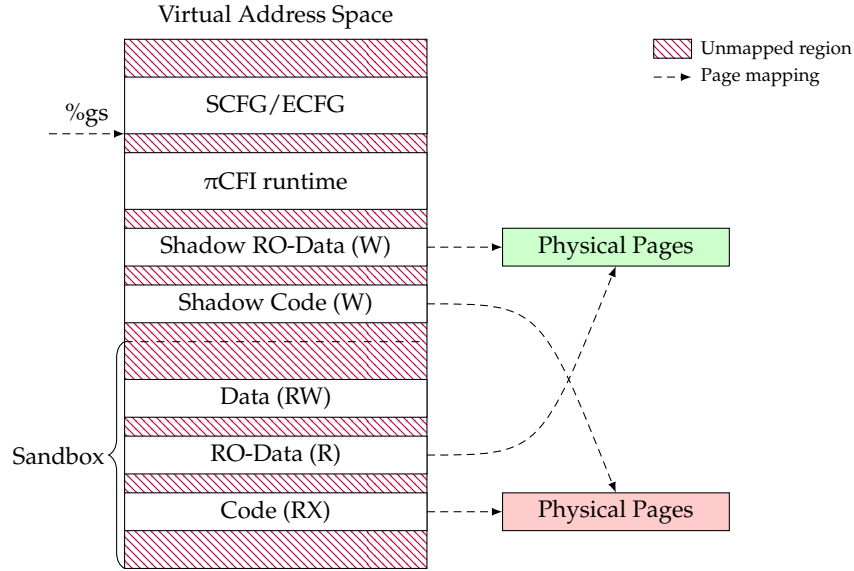 Virtual Address Space
Unmapped region
Page mapping
SCFG/ECFG
%gs
πCFI runtime
Shadow RO-Data (W)
Physical Pages
Shadow Code (W)
Data (RW)
Sandbox
RO-Data (R)
Code (RX)
Physical Pages